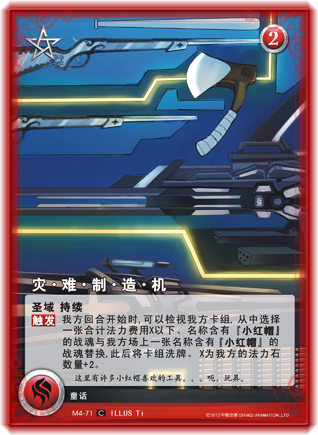 2
灾·难·制·造·机
圣域 持续
触发 我方回合开始时,可以检视我方卡组,从中选择
一张合计法力费用X以下、名称含有『小红帽』
的战魂与我方场上一张名称含有『小红帽』的
战魂替换,此后将卡组洗牌。X为我方的法力石
数量+2。
这里有许多小红帽喜欢的工具。。。呃,玩具。
童话
M4-71 C ILLUS Ti